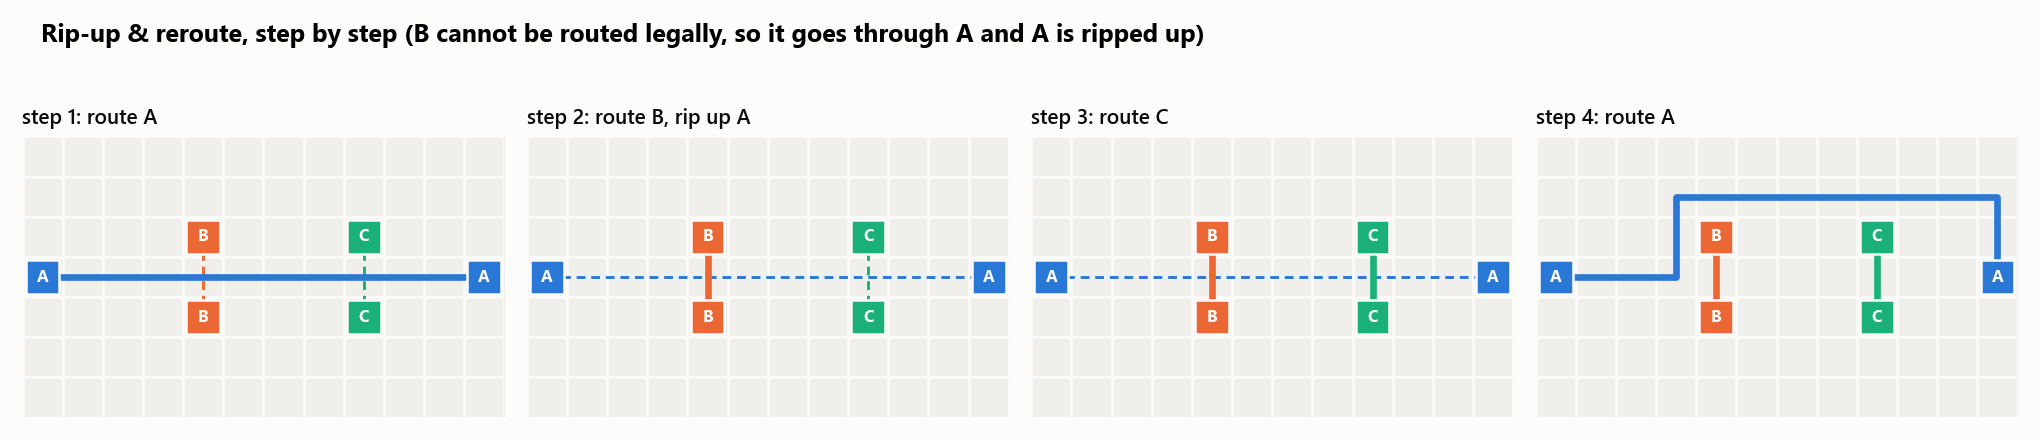 Rip-up & reroute, step by step (B cannot be routed legally, so it goes through A and A is ripped up)
step 1: route A
B
C
A
A
B
C
step 2: route B, rip up A
B
C
A
A
B
C
step 3: route C
B
C
A
A
B
C
step 4: route A
B
C
A
A
B
C